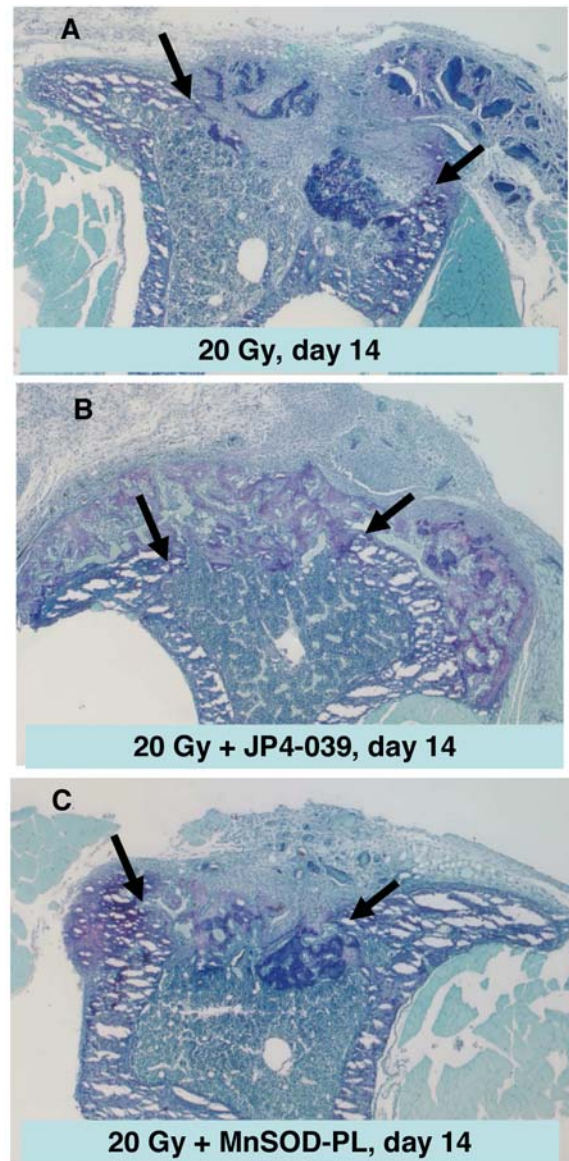 A
20 Gy, day 14
B
20 Gy + JP4-039, day 14
C
20 Gy + MnSOD-PL, day 14